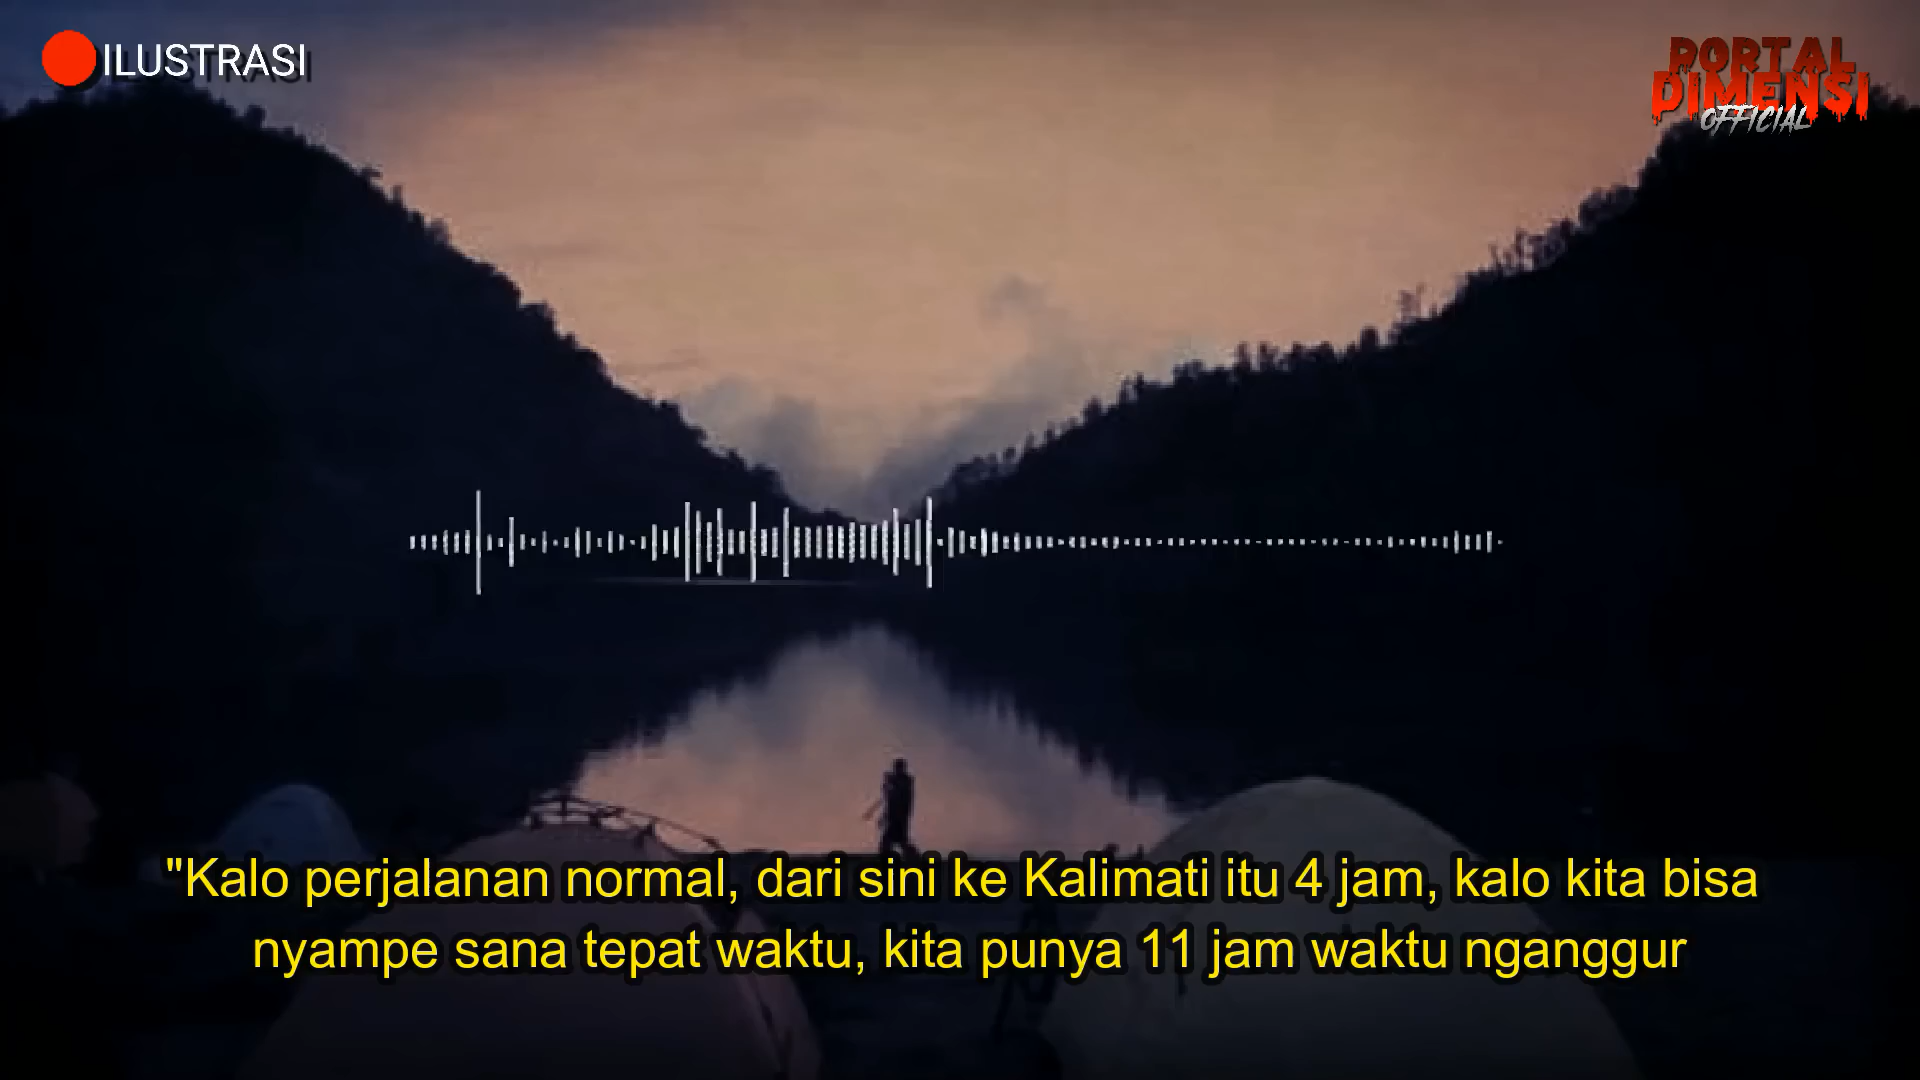 ILUSTRASI
PORTAL
DIMENSI
OFFICIAL
"Kalo perjalanan normal, dari sini ke Kalimati itu 4 jam, kalo kita bisa
nyampe sana tepat waktu, kita punya 11 jam waktu nganggur